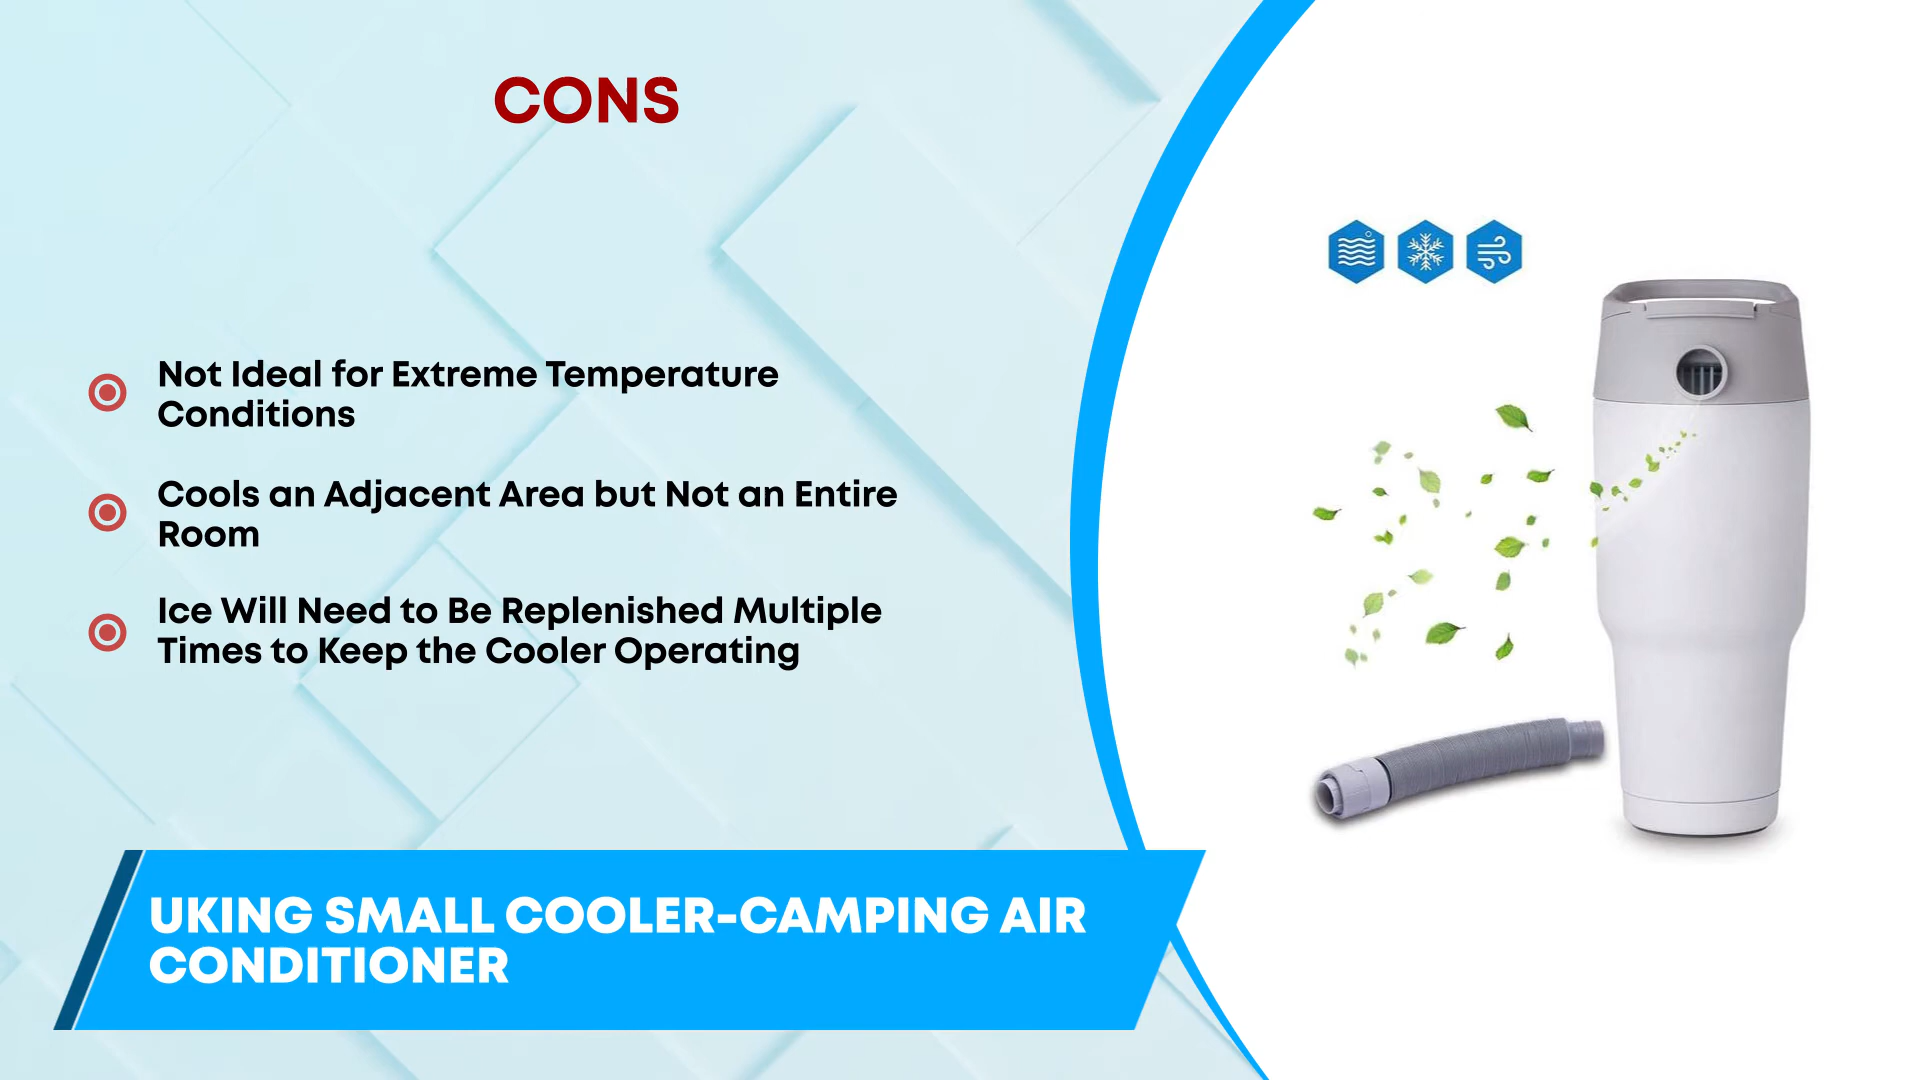 CONS
Not Ideal for Extreme Temperature
Conditions
Cools an Adjacent Area but Not an Entire
Room
Ice Will Need to Be Replenished Multiple
Times to Keep the Cooler Operating
UKING SMALL COOLER-CAMPING AIR
CONDITIONER